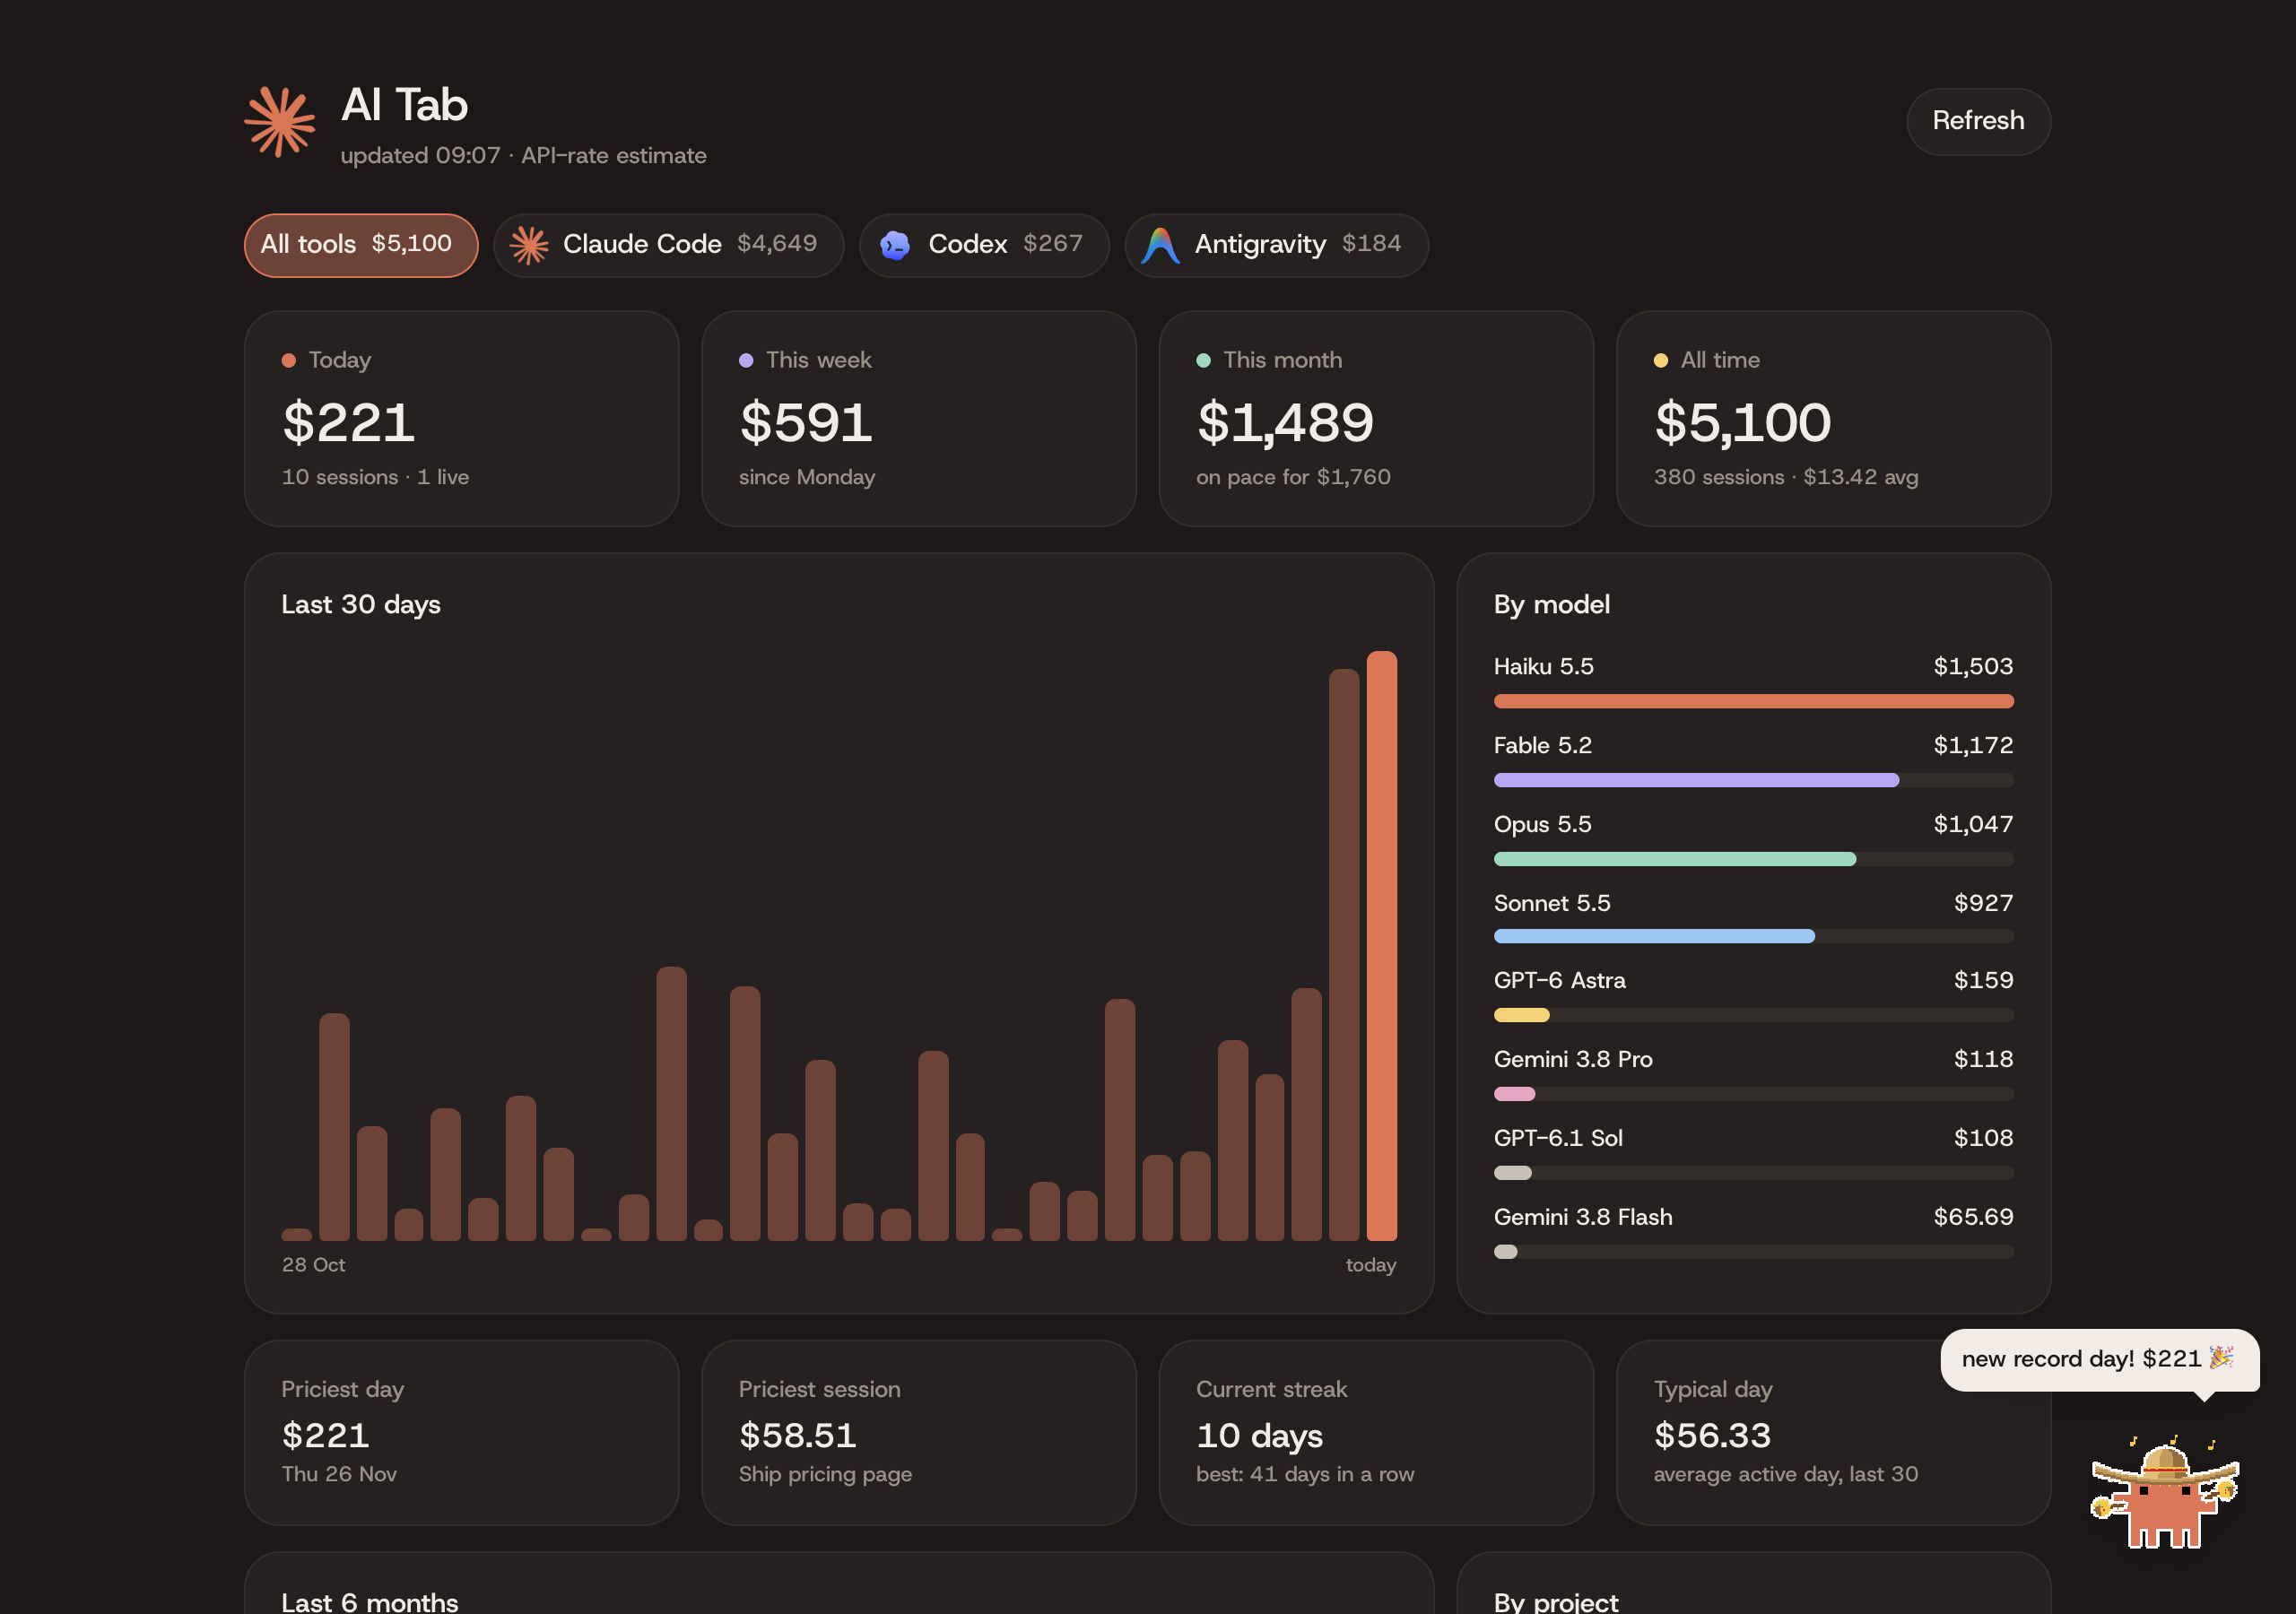 AI Tab
updated 09:07 · API-rate estimate
Refresh
All tools $5,100
Claude Code $4,649
Codex $267
Antigravity $184
Today
$221
10 sessions · 1 live
This week
$591
since Monday
This month
$1,489
on pace for $1,760
All time
$5,100
380 sessions · $13.42 avg
Last 30 days
28 Oct
today
By model
Haiku 5.5 $1,503
Fable 5.2 $1,172
Opus 5.5 $1,047
Sonnet 5.5 $927
GPT-6 Astra $159
Gemini 3.8 Pro $118
GPT-6.1 Sol $108
Gemini 3.8 Flash $65.69
Priciest day
$221
Thu 26 Nov
Priciest session
$58.51
Ship pricing page
Current streak
10 days
best: 41 days in a row
Typical day
$56.33
average active day, last 30
new record day! $221 🎉
Last 6 months
By project